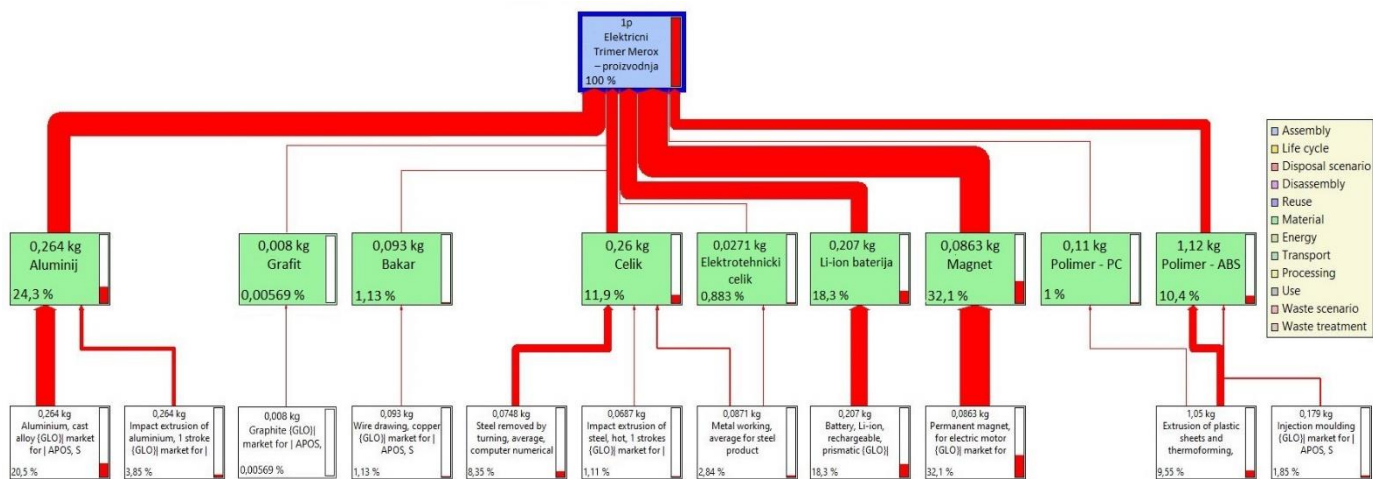 1p
Elektricni
Trimer Merox
– proizvodnja
100 %
Assembly
Life cycle
Disposal scenario
Disassembly
Reuse
Material
Energy
Transport
Processing
Use
Waste scenario
Waste treatment
0,264 kg
Aluminij
24,3 %
0,008 kg
Grafit
0,00569 %
0,093 kg
Bakar
1,13 %
0,26 kg
Celik
11,9 %
0,0271 kg
Elektrotehnicki
celik
0,883 %
0,207 kg
Li-ion baterija
18,3 %
0,0863 kg
Magnet
32,1 %
0,11 kg
Polimer - PC
1 %
1,12 kg
Polimer - ABS
10,4 %
0,264 kg
Aluminium, cast
alloy {GLO}| market
for | APOS, S
20,5 %
0,264 kg
Impact extrusion of
aluminium, 1 stroke
{GLO}| market for |
3,85 %
0,008 kg
Graphite {GLO}|
market for | APOS,
0,00569 %
0,093 kg
Wire drawing, copper
{GLO}| market for |
APOS, S
1,13 %
0,0748 kg
Steel removed by
turning, average,
computer numerical
8,35 %
0,0687 kg
Impact extrusion of
steel, hot, 1 strokes
{GLO}| market for |
1,11 %
0,0871 kg
Metal working,
average for steel
product
2,84 %
0,207 kg
Battery, Li-ion,
rechargeable,
prismatic {GLO}|
18,3 %
0,0863 kg
Permanent magnet,
for electric motor
{GLO}| market for
32,1 %
1,05 kg
Extrusion of plastic
sheets and
thermoforming,
9,55 %
0,179 kg
Injection moulding
{GLO}| market for |
APOS, S
1,85 %